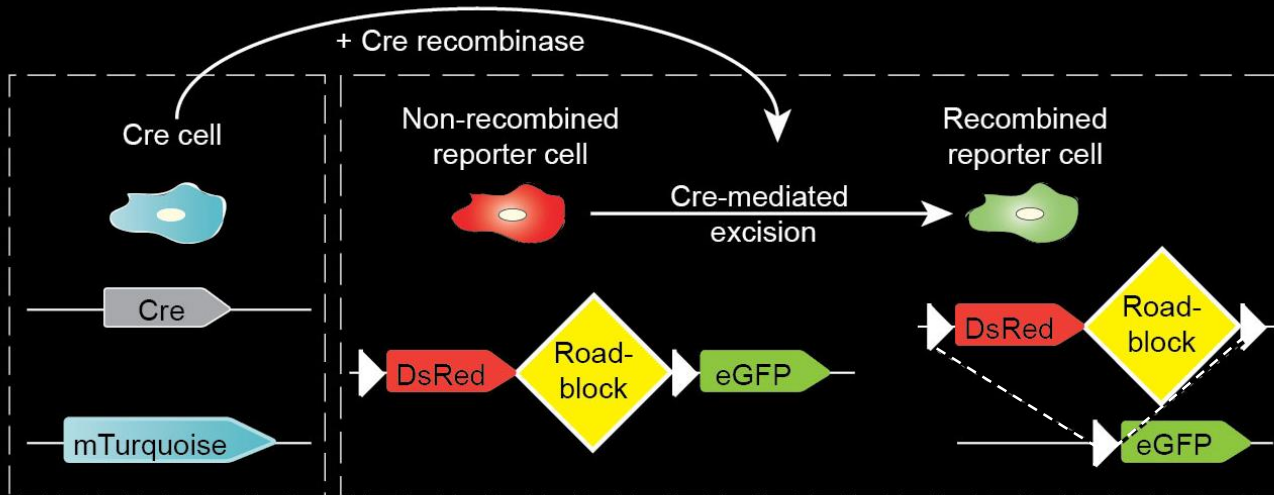 + Cre recombinase
Cre cell
Non-recombined
reporter cell
Recombined
reporter cell
Cre-mediated
excision
Cre
mTurquoise
DsRed
Road-
block
eGFP
DsRed
Road-
block
eGFP